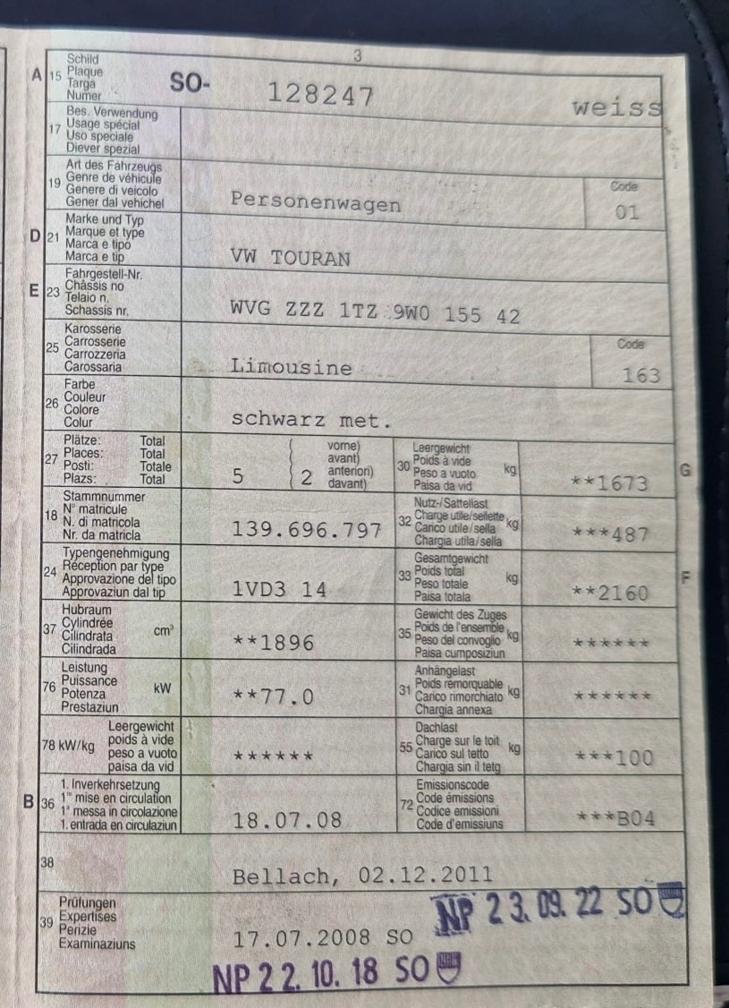 3
A 15 Schild
Plaque
Targa
Numer
SO- 128247 weiss
17 Bes. Verwendung
Usage spécial
Uso speciale
Diever spezial
19 Art des Fahrzeugs
Genre de véhicule
Genere di veicolo
Gener dal vehichel
Personenwagen
Code
01
D 21 Marke und Typ
Marque et type
Marca e tipo
Marca e tip
VW TOURAN
E 23 Fahrgestell-Nr.
Châssis no
Telaio n.
Schassis nr.
WVG ZZZ 1TZ 9W0 155 42
25 Karosserie
Carrosserie
Carrozzeria
Carossaria
Limousine
Code
163
26 Farbe
Couleur
Colore
Colur
schwarz met.
27 Plätze: Total
Places: Total
Posti: Totale
Plazs: Total
5 2
vorne)
avant)
anteriori)
davant)
30 Leergewicht
Poids à vide
Peso a vuoto
Paisa da vid
kg
**1673
G
18 Stammnummer
N° matricule
N. di matricola
Nr. da matricla
139.696.797
32 Nutz-/Sattellast
Charge utile/sellette
Carico utile/sella
Chargia utila/sella
kg
***487
24 Typengenehmigung
Réception par type
Approvazione del tipo
Approvaziun dal tip
1VD3 14
33 Gesamtgewicht
Poids total
Peso totale
Paisa totala
kg
**2160
F
37 Hubraum
Cylindrée
Cilindrata
Cilindrada
cm³
**1896
35 Gewicht des Zuges
Poids de l'ensemble
Peso del convoglio
Paisa cumposiziun
kg
******
76 Leistung
Puissance
Potenza
Prestaziun
kW
**77.0
31 Anhängelast
Poids remorquable
Carico rimorchiato
Chargia annexa
kg
******
78 kW/kg Leergewicht
poids à vide
peso a vuoto
paisa da vid
******
55 Dachlast
Charge sur le toit
Carico sul tetto
Chargia sin il tetg
kg
***100
B 36 1. Inverkehrsetzung
1re mise en circulation
1a messa in circolazione
1. entrada en circulaziun
18.07.08
72 Emissionscode
Code émissions
Codice emissioni
Code d'emissiuns
***B04
38
Bellach, 02.12.2011
39 Prüfungen
Expertises
Perizie
Examinaziuns
NP 23.09.22 SO
17.07.2008 SO
NP 22.10.18 SO